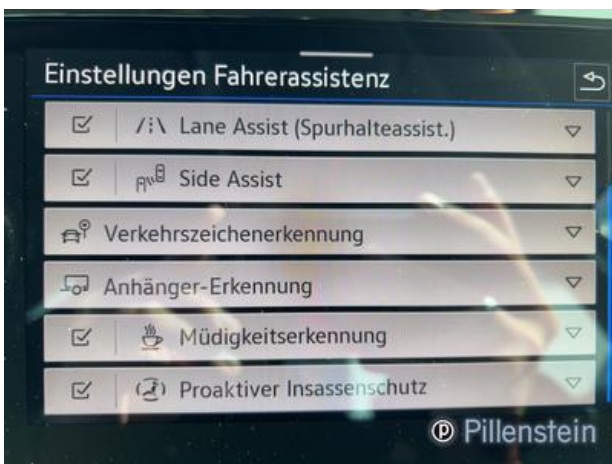 Einstellungen Fahrerassistenz
Lane Assist (Spurhalteassist.)
Side Assist
Verkehrszeichenerkennung
Anhänger-Erkennung
Müdigkeitserkennung
Proaktiver Insassenschutz
℗ Pillenstein